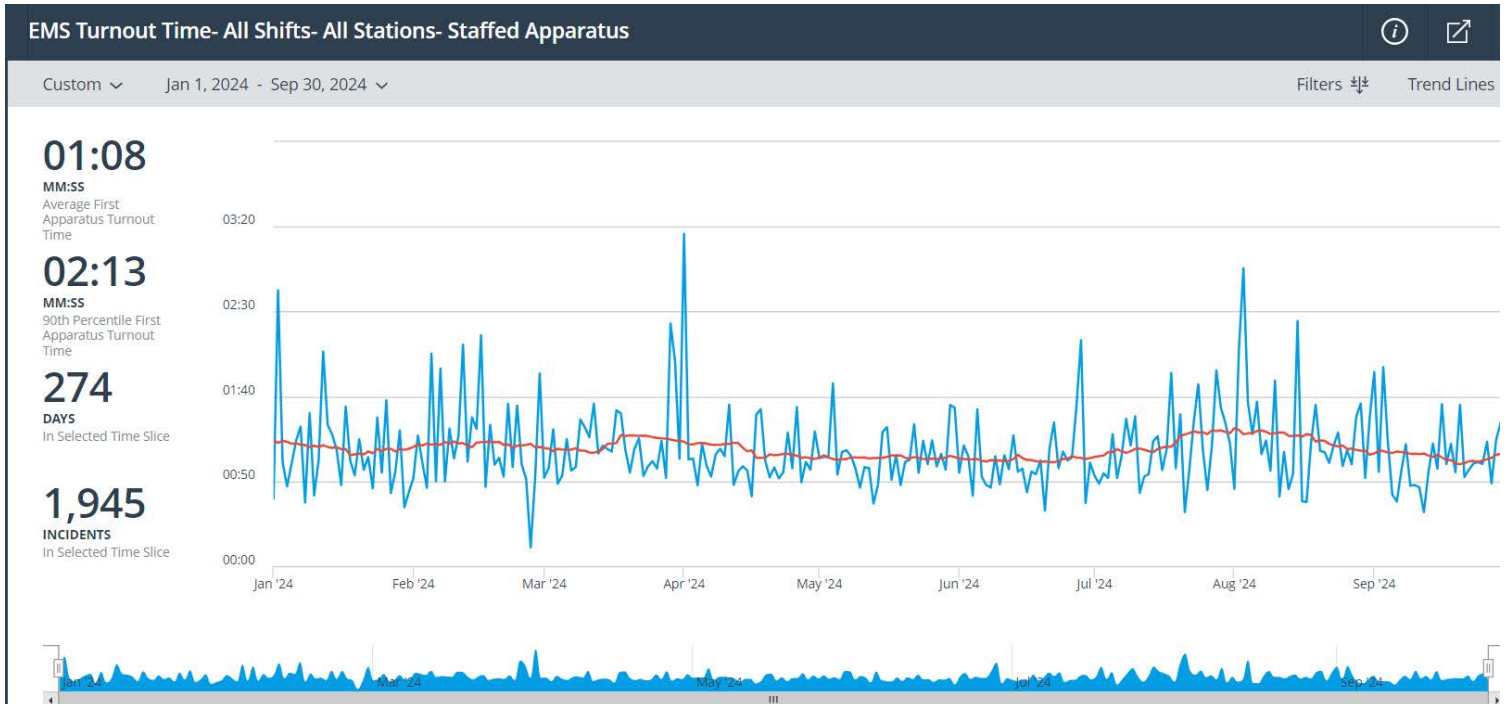 EMS Turnout Time- All Shifts- All Stations- Staffed Apparatus
Custom
Jan 1, 2024 - Sep 30, 2024
Filters
Trend Lines
01:08
MM:SS
Average First
Apparatus Turnout
Time
02:13
MM:SS
90th Percentile First
Apparatus Turnout
Time
274
DAYS
In Selected Time Slice
1,945
INCIDENTS
In Selected Time Slice
03:20
02:30
01:40
00:50
00:00
Jan '24
Feb '24
Mar '24
Apr '24
May '24
Jun '24
Jul '24
Aug '24
Sep '24
Jan '24
Mar '24
May '24
Jul '24
Sep '24